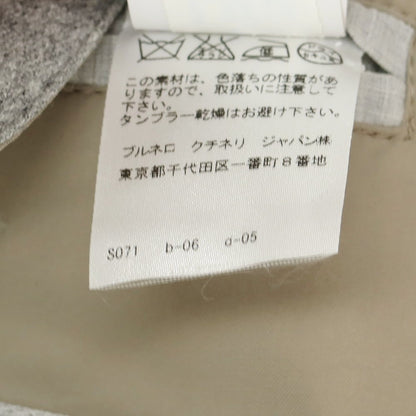 この素材は、色落ちの性質があ
りますので、取扱いに注意して
下さい。
タンブラー乾燥はお避け下さい。
ブルネロ クチネリ ジャパン㈱
東京都千代田区一番町8番地
S071 b-06 d-05